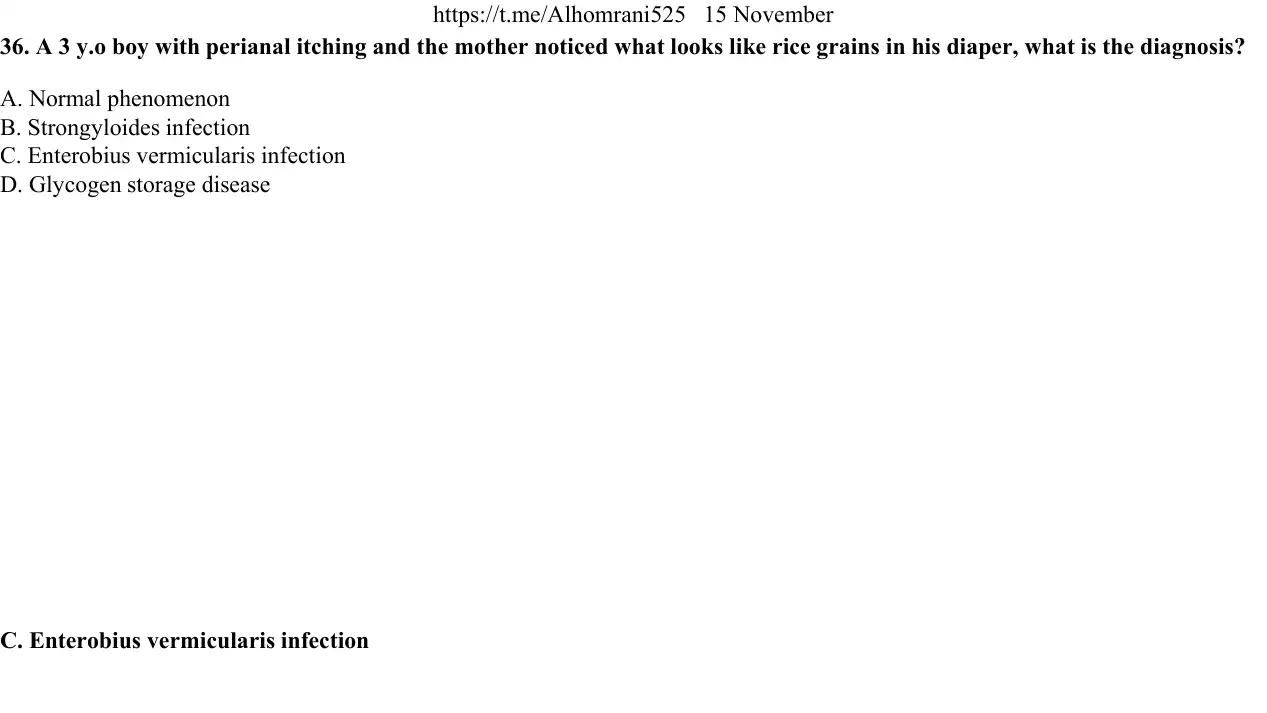 https://t.me/Alhomrani525 15 November
36. A 3 y.o boy with perianal itching and the mother noticed what looks like rice grains in his diaper, what is the diagnosis?
A. Normal phenomenon
B. Strongyloides infection
C. Enterobius vermicularis infection
D. Glycogen storage disease
C. Enterobius vermicularis infection